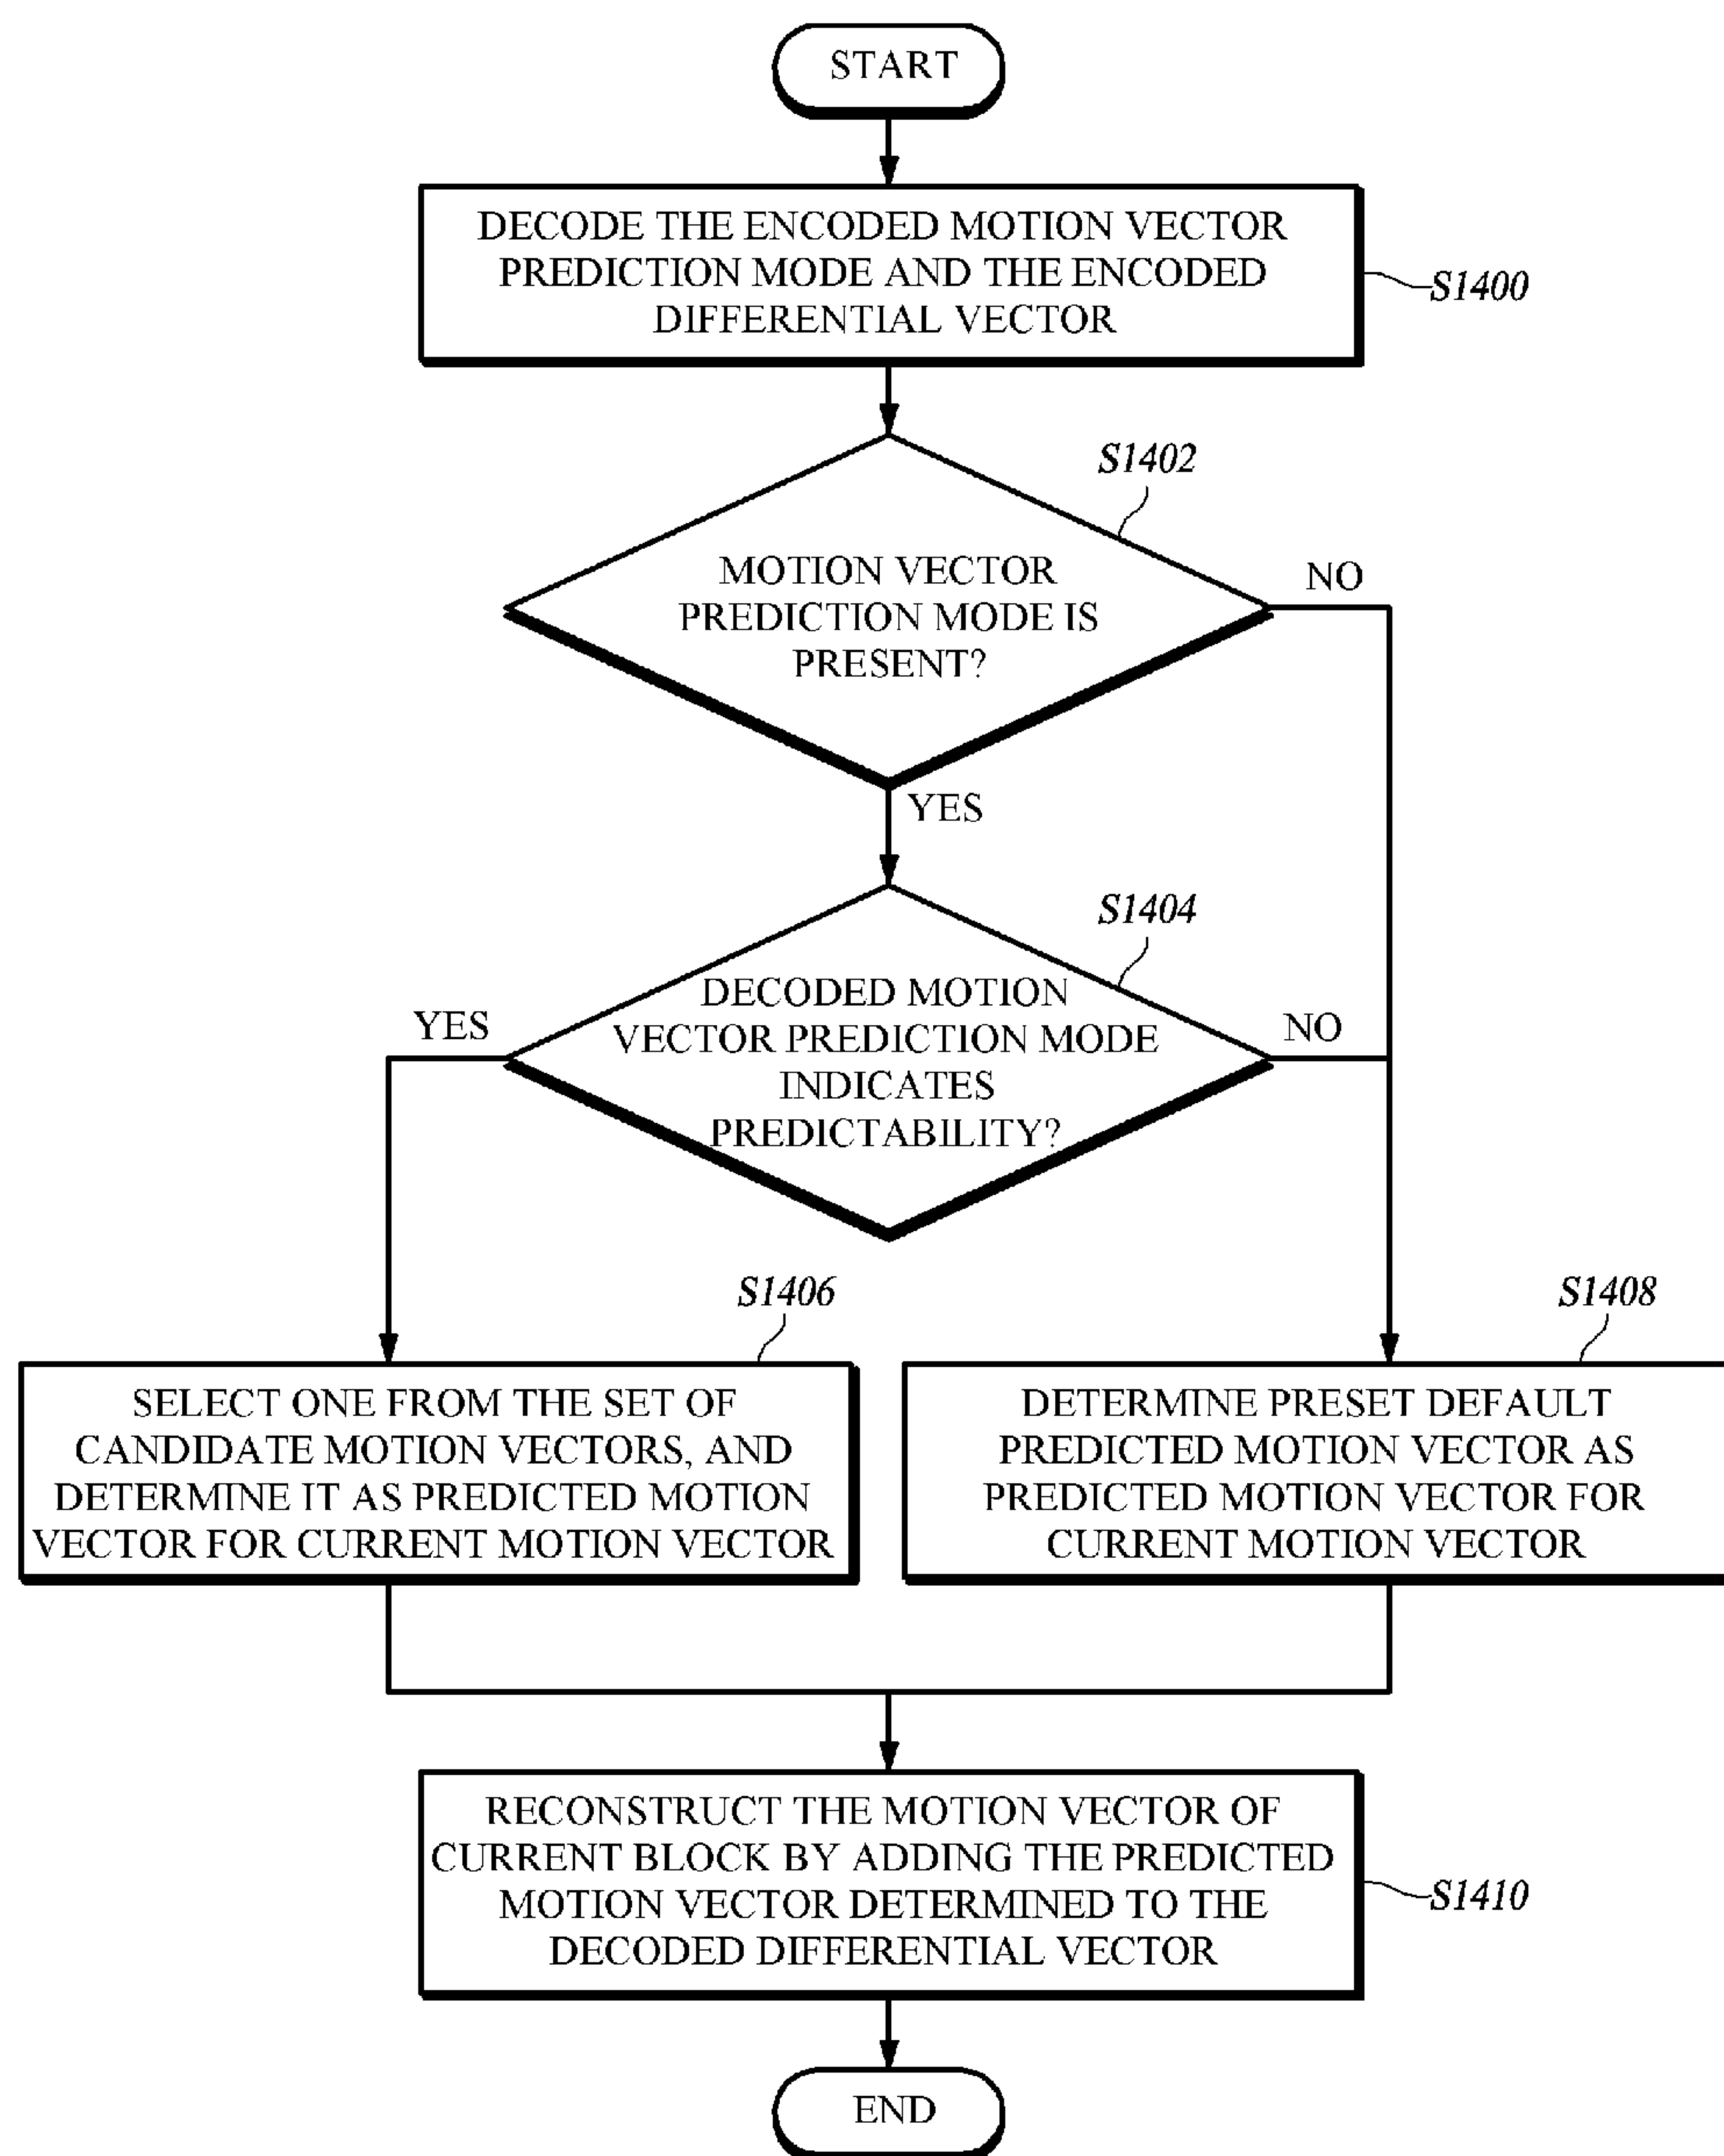 START
DECODE THE ENCODED MOTION VECTOR
PREDICTION MODE AND THE ENCODED
DIFFERENTIAL VECTOR
S1400
S1402
MOTION VECTOR
PREDICTION MODE IS
PRESENT?
NO
YES
S1404
DECODED MOTION
VECTOR PREDICTION MODE
INDICATES
PREDICTABILITY?
YES
NO
S1406
SELECT ONE FROM THE SET OF
CANDIDATE MOTION VECTORS, AND
DETERMINE IT AS PREDICTED MOTION
VECTOR FOR CURRENT MOTION VECTOR
S1408
DETERMINE PRESET DEFAULT
PREDICTED MOTION VECTOR AS
PREDICTED MOTION VECTOR FOR
CURRENT MOTION VECTOR
RECONSTRUCT THE MOTION VECTOR OF
CURRENT BLOCK BY ADDING THE PREDICTED
MOTION VECTOR DETERMINED TO THE
DECODED DIFFERENTIAL VECTOR
S1410
END